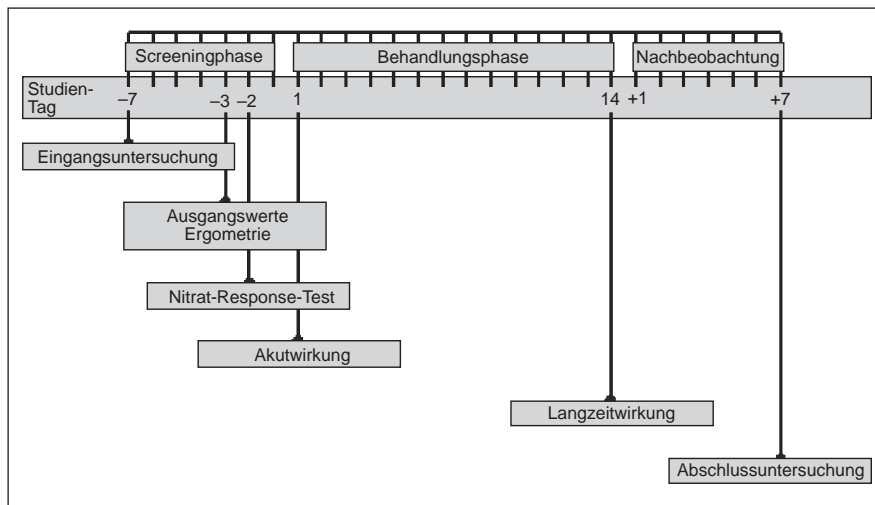 Screeningphase Behandlungsphase Nachbeobachtung
Studien-
Tag
–7 –3 –2 1 14 +1 +7
Eingangsuntersuchung
Ausgangswerte
Ergometrie
Nitrat-Response-Test
Akutwirkung
Langzeitwirkung
Abschlussuntersuchung